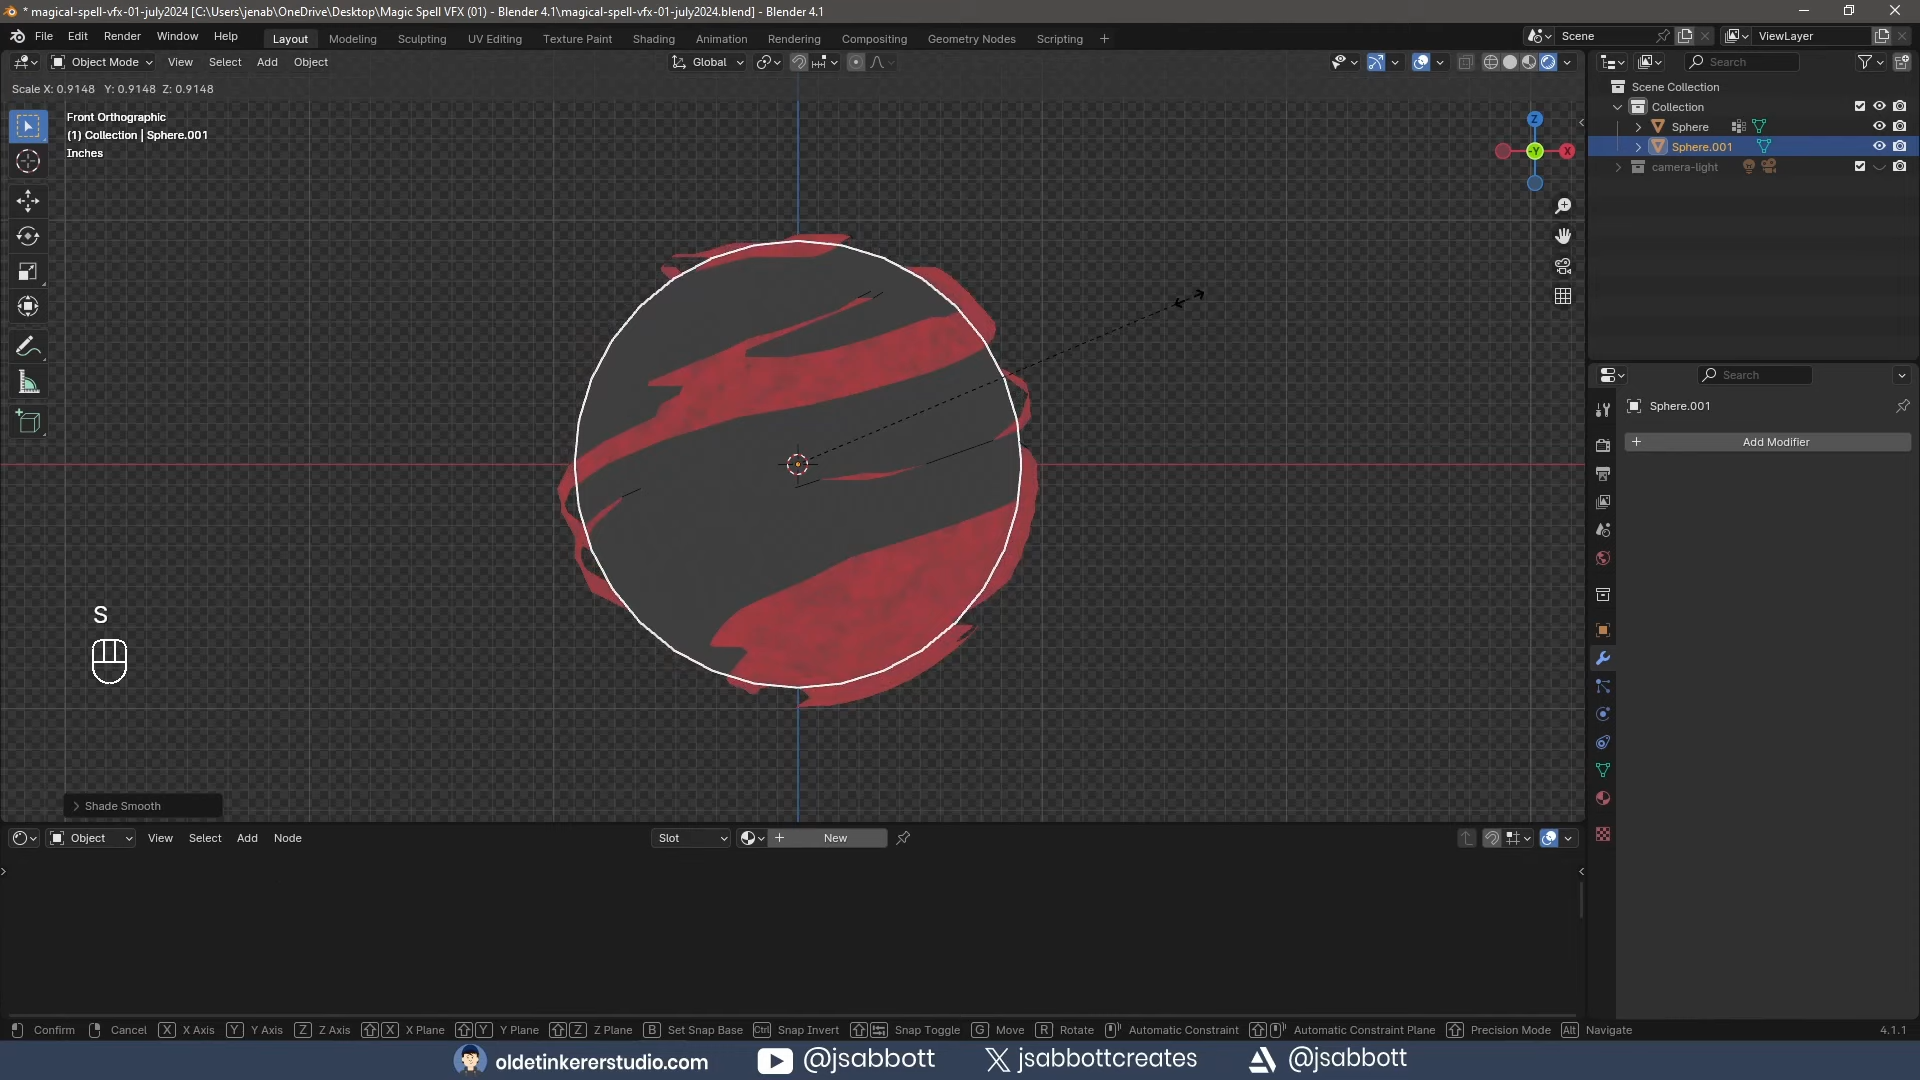 * magical-spell-vfx-01-july2024 [C:\Users\jenab\OneDrive\Desktop\Magic Spell VFX (01) - Blender 4.1\magical-spell-vfx-01-july2024.blend] - Blender 4.1
File Edit Render Window Help Layout Modeling Sculpting UV Editing Texture Paint Shading Animation Rendering Compositing Geometry Nodes Scripting + Scene ViewLayer
Object Mode View Select Add Object Global Search
Scale X: 0.9148 Y: 0.9148 Z: 0.9148
Scene Collection
Collection
Sphere
Sphere.001
camera-light
Front Orthographic
(1) Collection | Sphere.001
Inches
Z
-Y
X
Search
Sphere.001
+ Add Modifier
S
Shade Smooth
Object View Select Add Node Slot + New
Confirm Cancel X X Axis Y Y Axis Z Z Axis X X Plane Y Y Plane Z Z Plane B Set Snap Base Ctrl Snap Invert Snap Toggle G Move R Rotate Automatic Constraint Automatic Constraint Plane Precision Mode Alt Navigate 4.1.1
oldetinkererstudio.com @jsabbott jsabbottcreates @jsabbott